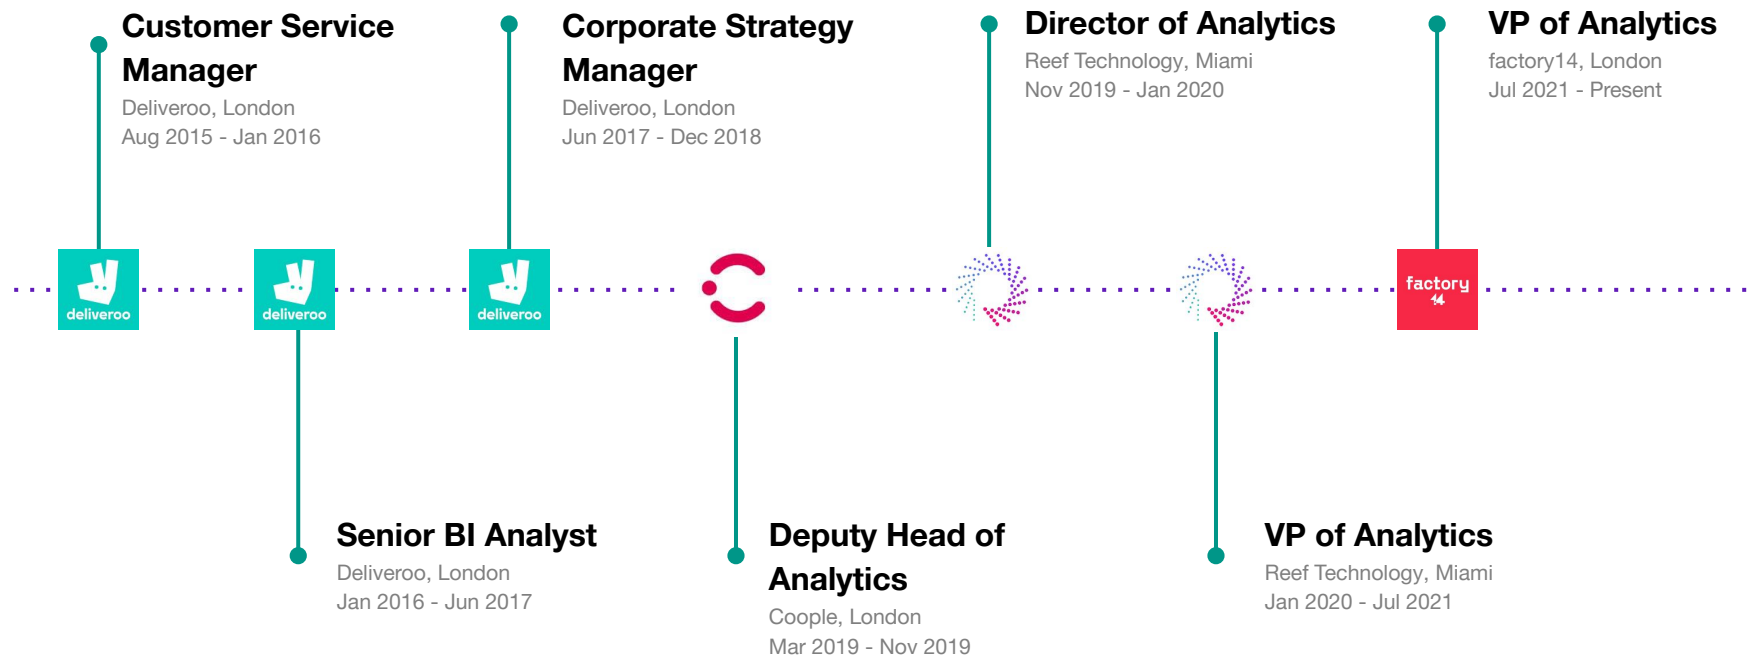 Customer Service
Manager
Deliveroo, London
Aug 2015 - Jan 2016
Corporate Strategy
Manager
Deliveroo, London
Jun 2017 - Dec 2018
Director of Analytics
Reef Technology, Miami
Nov 2019 - Jan 2020
VP of Analytics
factory14, London
Jul 2021 - Present
deliveroo
deliveroo
deliveroo
factory
14
Senior BI Analyst
Deliveroo, London
Jan 2016 - Jun 2017
Deputy Head of
Analytics
Coople, London
Mar 2019 - Nov 2019
VP of Analytics
Reef Technology, Miami
Jan 2020 - Jul 2021